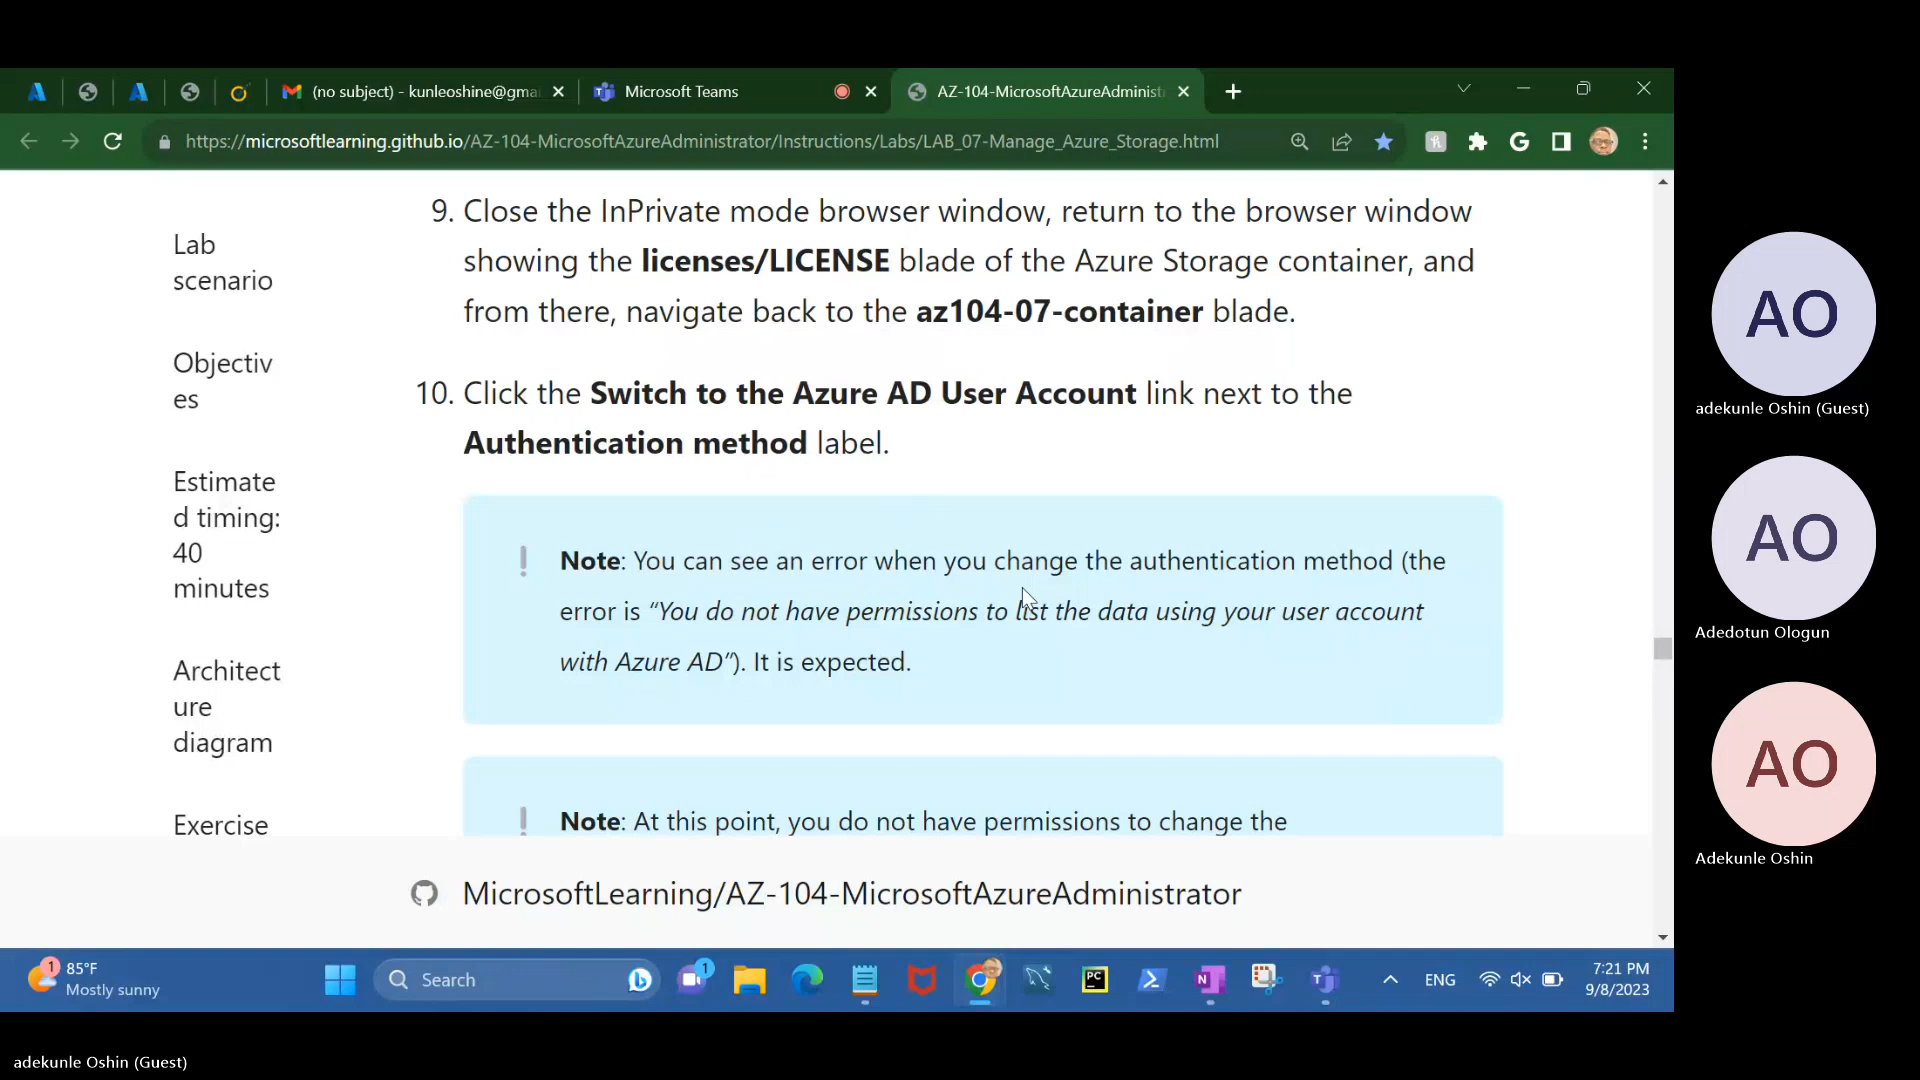 (no subject) - kunleoshine@gma
Microsoft Teams
AZ-104-MicrosoftAzureAdminist
https://microsoftlearning.github.io/AZ-104-MicrosoftAzureAdministrator/Instructions/Labs/LAB_07-Manage_Azure_Storage.html
Lab
scenario
Objectiv
es
Estimate
d timing:
40
minutes
Architect
ure
diagram
Exercise
9. Close the InPrivate mode browser window, return to the browser window
showing the licenses/LICENSE blade of the Azure Storage container, and
from there, navigate back to the az104-07-container blade.
10. Click the Switch to the Azure AD User Account link next to the
Authentication method label.
Note: You can see an error when you change the authentication method (the
error is “You do not have permissions to list the data using your user account
with Azure AD”). It is expected.
Note: At this point, you do not have permissions to change the
MicrosoftLearning/AZ-104-MicrosoftAzureAdministrator
AO
adekunle Oshin (Guest)
AO
Adedotun Ologun
AO
Adekunle Oshin
1
85°F
Mostly sunny
Search
1
PC
N
T
ENG
7:21 PM
9/8/2023
adekunle Oshin (Guest)